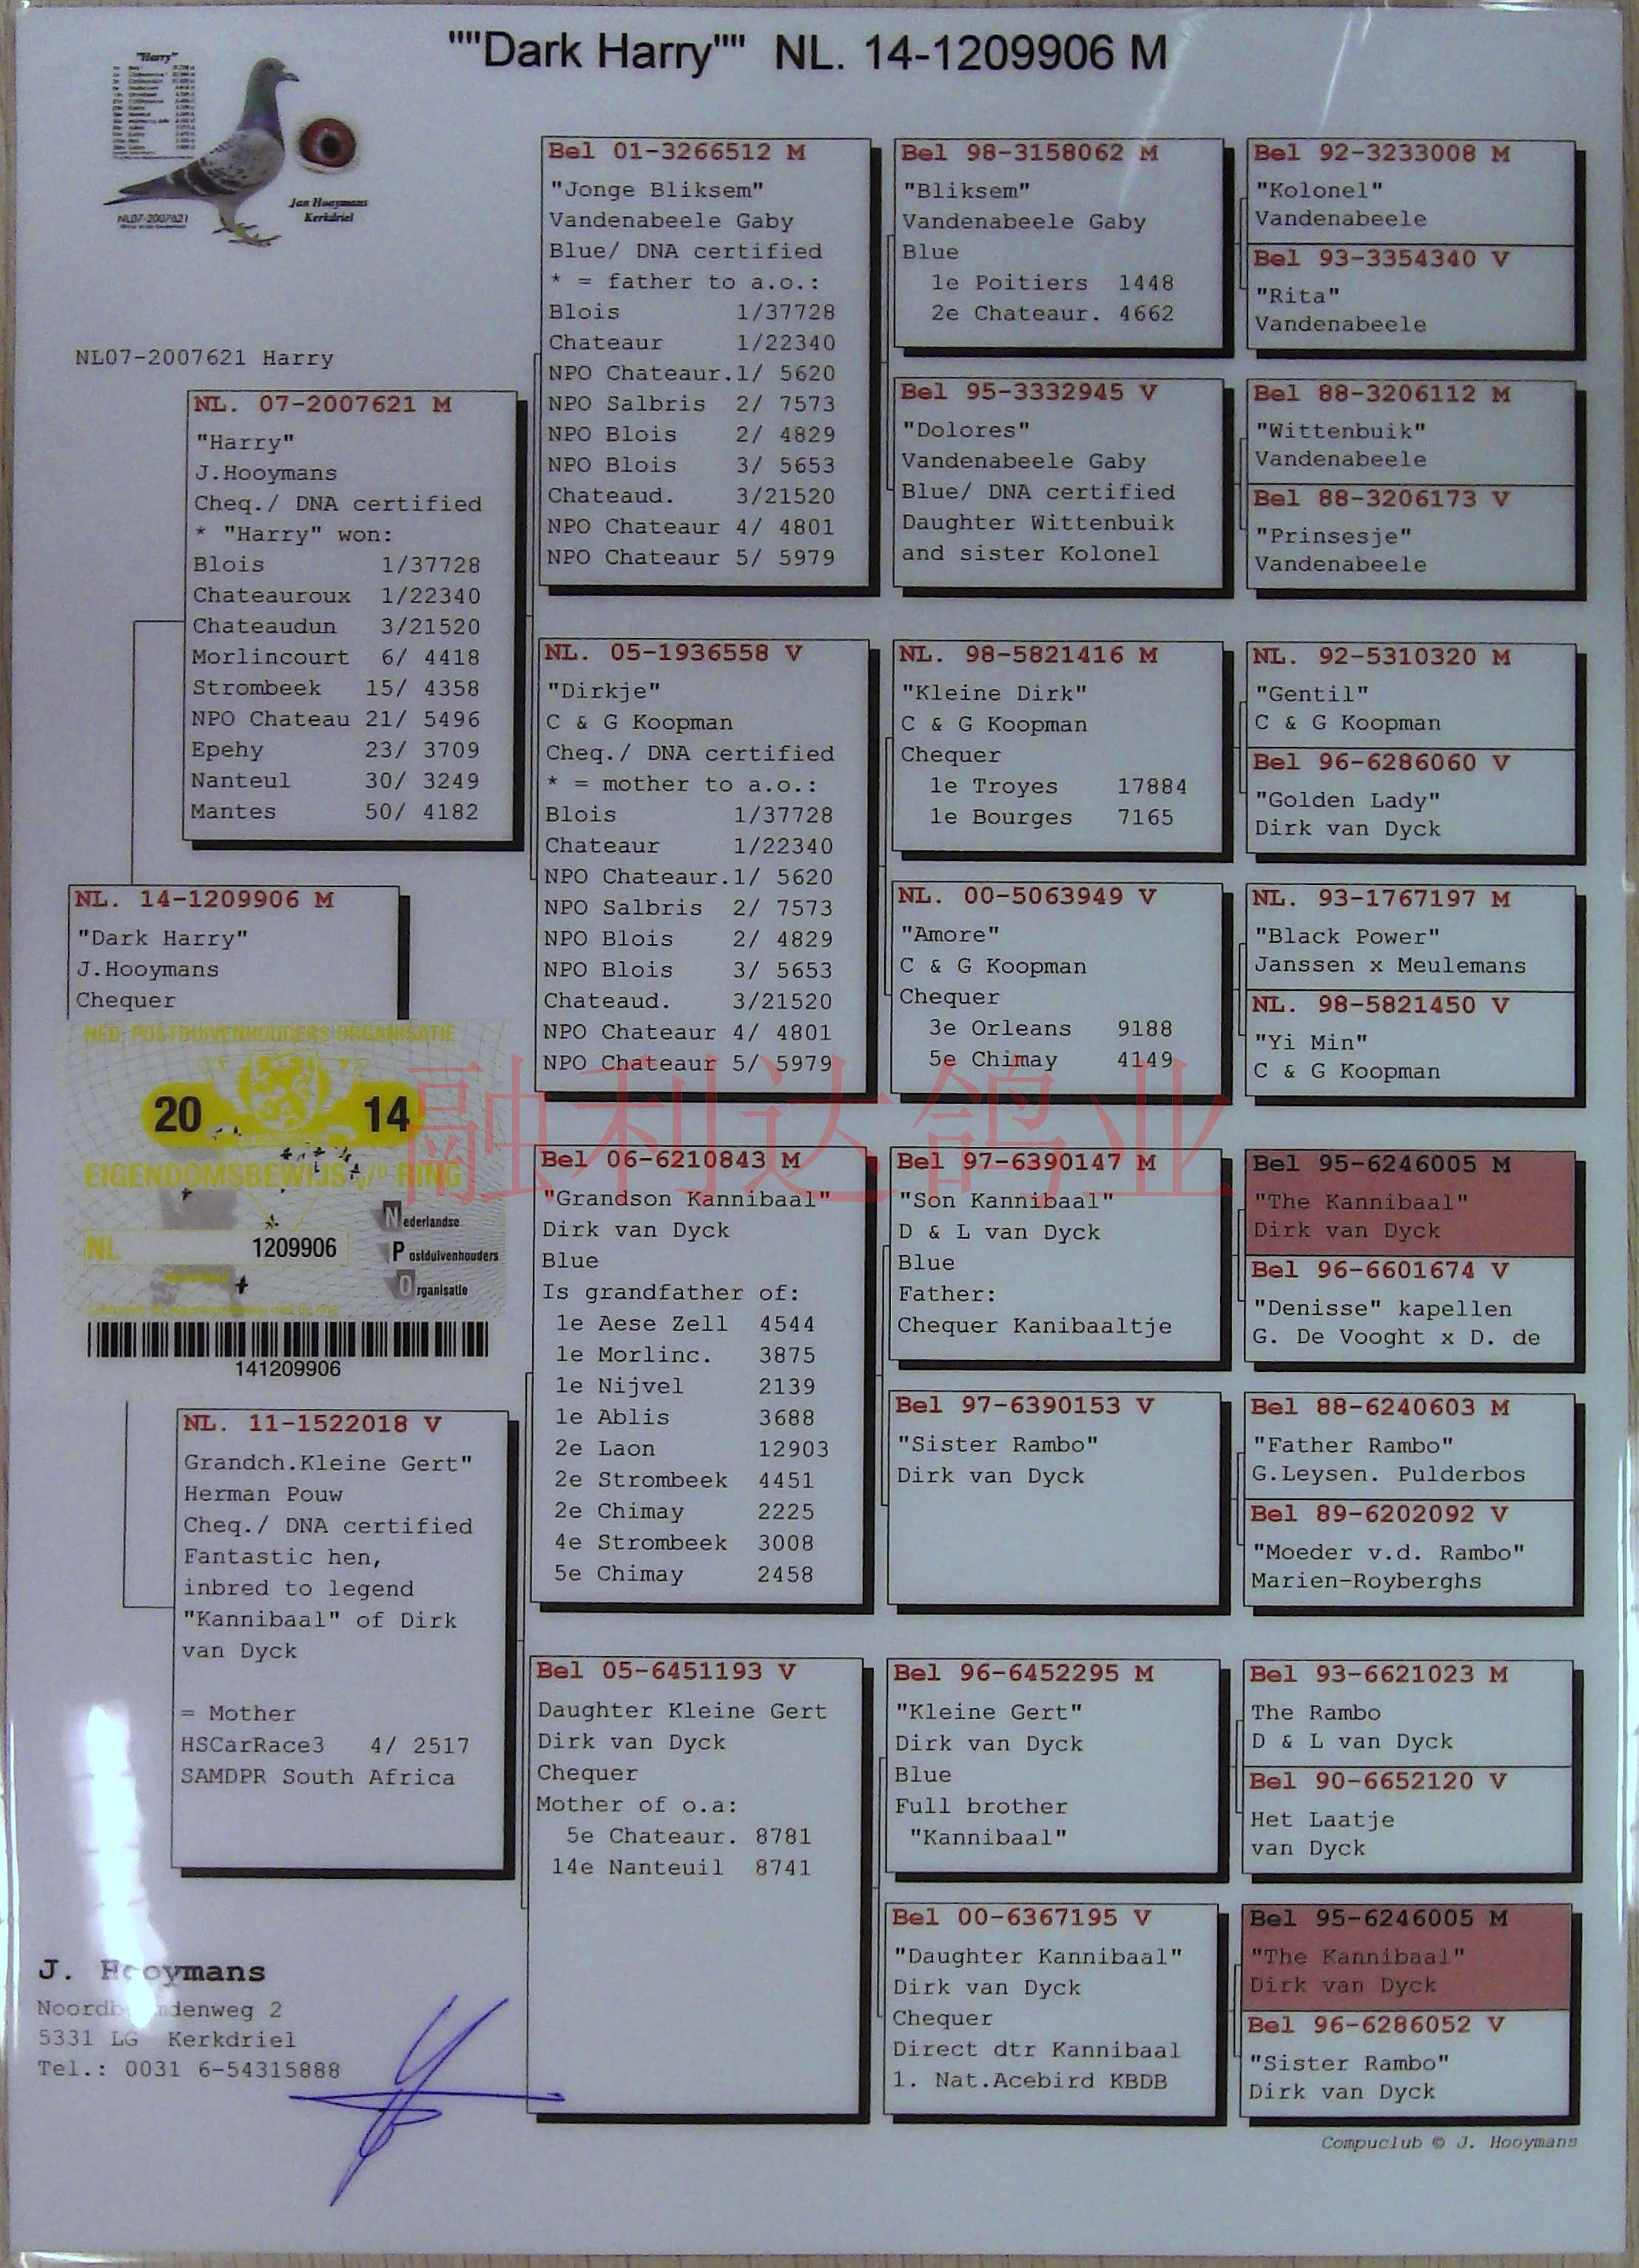 ""Dark Harry"" NL. 14-1209906 M
"Harry"
Jan Hooymans
Kerkdriel
NL07-2007621
NL07-2007621 Harry
NL. 07-2007621 M
"Harry"
J.Hooymans
Cheq./ DNA certified
* "Harry" won:
Blois 1/37728
Chateauroux 1/22340
Chateaudun 3/21520
Morlincourt 6/ 4418
Strombeek 15/ 4358
NPO Chateau 21/ 5496
Epehy 23/ 3709
Nanteul 30/ 3249
Mantes 50/ 4182
NL. 14-1209906 M
"Dark Harry"
J.Hooymans
Chequer
NED. POSTDUIVENHOUDERS ORGANISATIE
20 14
EIGENDOMSBEWIJS v/D RING
NL 1209906
Nederlandse
Postduivenhouders
Organisatie
141209906
NL. 11-1522018 V
Grandch.Kleine Gert"
Herman Pouw
Cheq./ DNA certified
Fantastic hen,
inbred to legend
"Kannibaal" of Dirk
van Dyck
= Mother
HSCarRace3 4/ 2517
SAMDPR South Africa
J. Hooymans
5331 LG Kerkdriel
Tel.: 0031 6-54315888
Bel 01-3266512 M
"Jonge Bliksem"
Vandenabeele Gaby
Blue/ DNA certified
* = father to a.o.:
Blois 1/37728
Chateaur 1/22340
NPO Chateaur.1/ 5620
NPO Salbris 2/ 7573
NPO Blois 2/ 4829
NPO Blois 3/ 5653
Chateaud. 3/21520
NPO Chateaur 4/ 4801
NPO Chateaur 5/ 5979
NL. 05-1936558 V
"Dirkje"
C & G Koopman
Cheq./ DNA certified
* = mother to a.o.:
Blois 1/37728
Chateaur 1/22340
NPO Chateaur.1/ 5620
NPO Salbris 2/ 7573
NPO Blois 2/ 4829
NPO Blois 3/ 5653
Chateaud. 3/21520
NPO Chateaur 4/ 4801
NPO Chateaur 5/ 5979
融利达鸽业
Bel 06-6210843 M
"Grandson Kannibaal"
Dirk van Dyck
Blue
Is grandfather of:
1e Aese Zell 4544
1e Morlinc. 3875
1e Nijvel 2139
1e Ablis 3688
2e Laon 12903
2e Strombeek 4451
2e Chimay 2225
4e Strombeek 3008
5e Chimay 2458
Bel 05-6451193 V
Daughter Kleine Gert
Dirk van Dyck
Chequer
Mother of o.a:
5e Chateaur. 8781
14e Nanteuil 8741
Bel 98-3158062 M
"Bliksem"
Vandenabeele Gaby
Blue
1e Poitiers 1448
2e Chateaur. 4662
Bel 95-3332945 V
"Dolores"
Vandenabeele Gaby
Blue/ DNA certified
Daughter Wittenbuik
and sister Kolonel
NL. 98-5821416 M
"Kleine Dirk"
C & G Koopman
Chequer
1e Troyes 17884
1e Bourges 7165
NL. 00-5063949 V
"Amore"
C & G Koopman
Chequer
3e Orleans 9188
5e Chimay 4149
Bel 97-6390147 M
"Son Kannibaal"
D & L van Dyck
Blue
Father:
Chequer Kanibaaltje
Bel 97-6390153 V
"Sister Rambo"
Dirk van Dyck
Bel 96-6452295 M
"Kleine Gert"
Dirk van Dyck
Blue
Full brother
"Kannibaal"
Bel 00-6367195 V
"Daughter Kannibaal"
Dirk van Dyck
Chequer
Direct dtr Kannibaal
1. Nat.Acebird KBDB
Bel 92-3233008 M
"Kolonel"
Vandenabeele
Bel 93-3354340 V
"Rita"
Vandenabeele
Bel 88-3206112 M
"Wittenbuik"
Vandenabeele
Bel 88-3206173 V
"Prinsesje"
Vandenabeele
NL. 92-5310320 M
"Gentil"
C & G Koopman
Bel 96-6286060 V
"Golden Lady"
Dirk van Dyck
NL. 93-1767197 M
"Black Power"
Janssen x Meulemans
NL. 98-5821450 V
"Yi Min"
C & G Koopman
Bel 95-6246005 M
"The Kannibaal"
Dirk van Dyck
Bel 96-6601674 V
"Denisse" kapellen
G. De Vooght x D. de
Bel 88-6240603 M
"Father Rambo"
G.Leysen. Pulderbos
Bel 89-6202092 V
"Moeder v.d. Rambo"
Marien-Royberghs
Bel 93-6621023 M
The Rambo
D & L van Dyck
Bel 90-6652120 V
Het Laatje
van Dyck
Bel 95-6246005 M
"The Kannibaal"
Dirk van Dyck
Bel 96-6286052 V
"Sister Rambo"
Dirk van Dyck
Compuclub © J. Hooymans